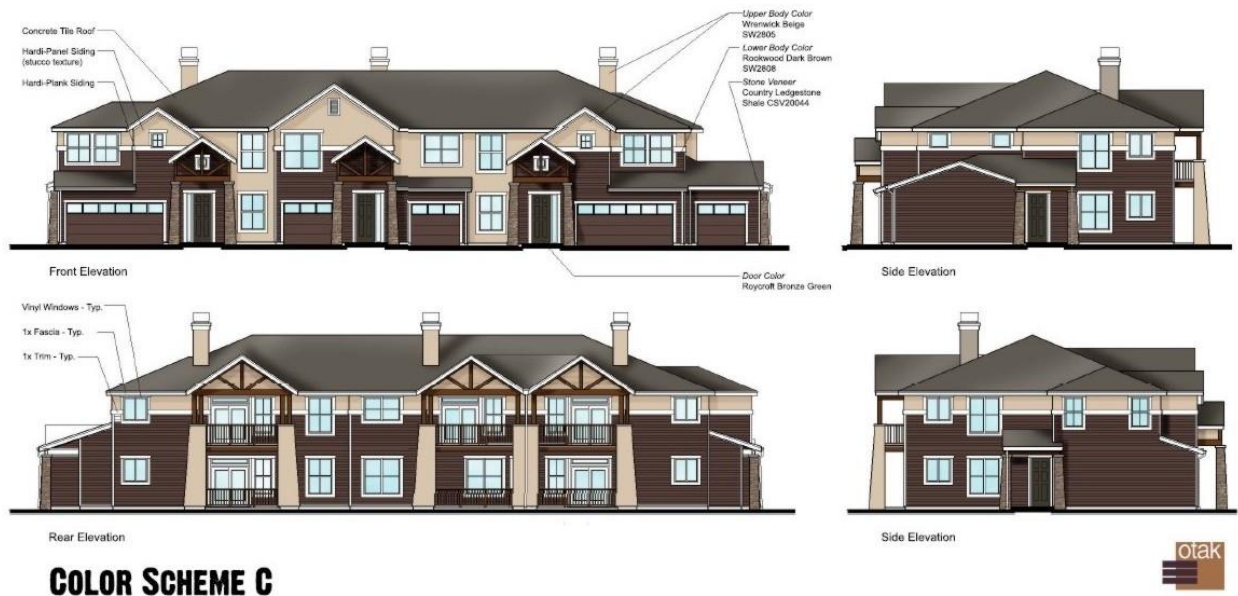 Concrete Tile Roof
Hardi-Panel Siding
(stucco texture)
Hardi-Plank Siding
Upper Body Color
Wrenwick Beige
SW2805
Lower Body Color
Rookwood Dark Brown
SW2808
Stone Veneer
Country Ledgestone
Shale CSV20044
Front Elevation
Side Elevation
Door Color
Roycroft Bronze Green
Vinyl Windows - Typ.
1x Fascia - Typ.
1x Trim - Typ.
Rear Elevation
Side Elevation
COLOR SCHEME C
otak